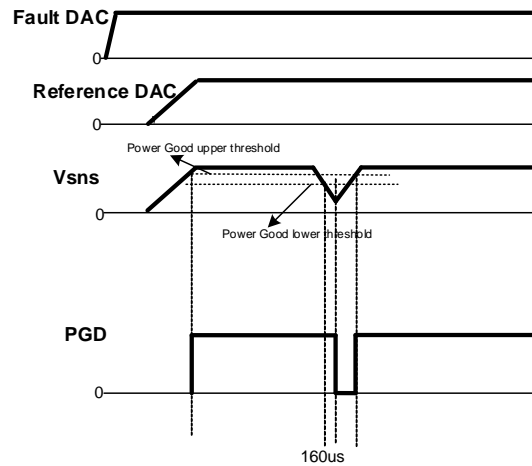 Fault DAC
0
Reference DAC
0
Power Good upper threshold
Vsns
0
Power Good lower threshold
PGD
0
160us